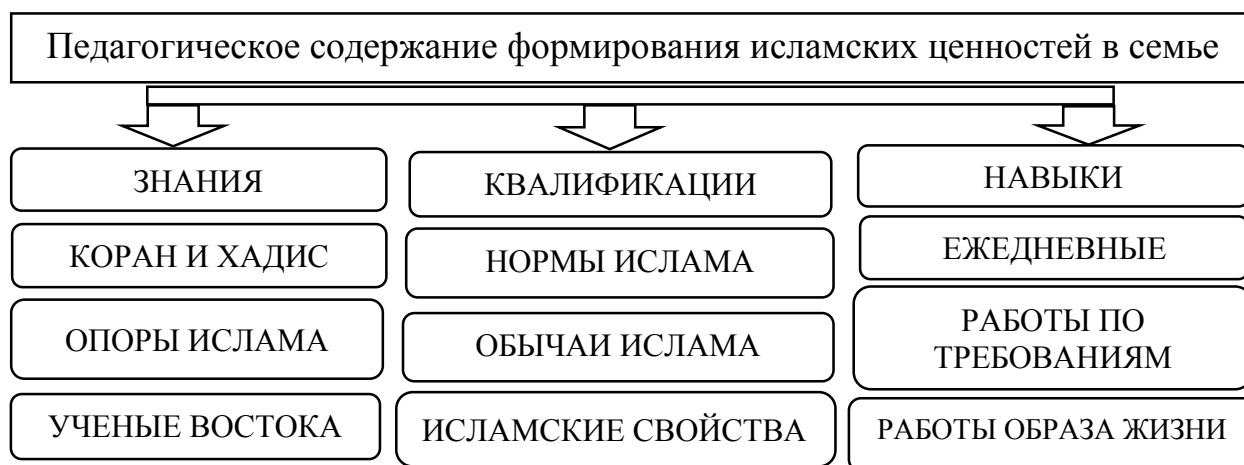 Педагогическое содержание формирования исламских ценностей в семье
ЗНАНИЯ
КОРАН И ХАДИС
ОПОРЫ ИСЛАМА
УЧЕНЫЕ ВОСТОКА
КВАЛИФИКАЦИИ
НОРМЫ ИСЛАМА
ОБЫЧАИ ИСЛАМА
ИСЛАМСКИЕ СВОЙСТВА
НАВЫКИ
ЕЖЕДНЕВНЫЕ
РАБОТЫ ПО
ТРЕБОВАНИЯМ
РАБОТЫ ОБРАЗА ЖИЗНИ